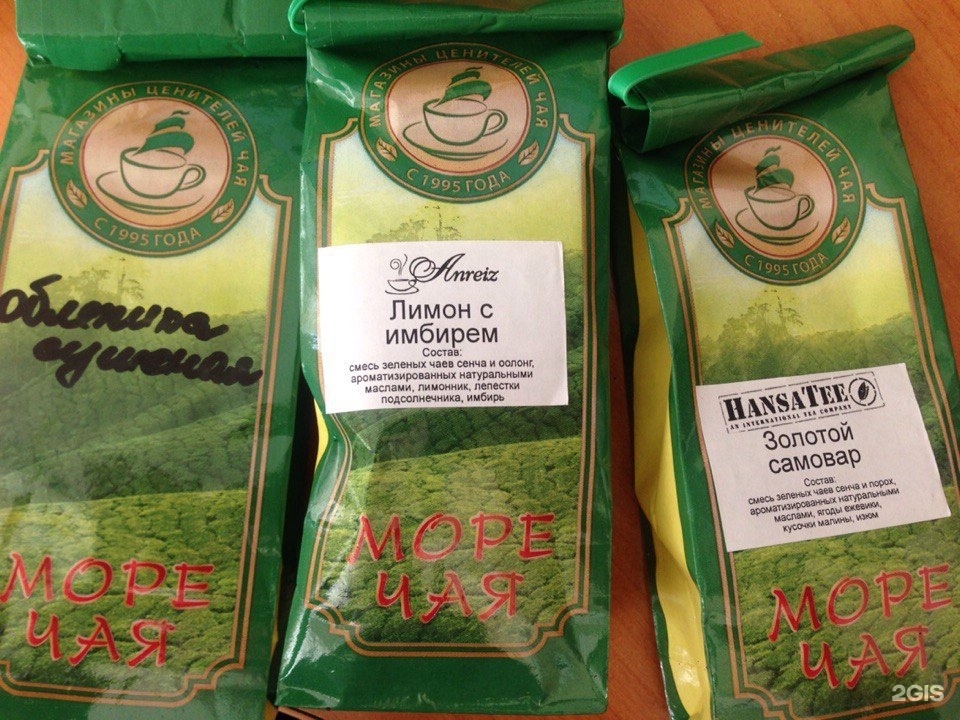 МАГАЗИНЫ ЦЕНИТЕЛЕЙ ЧАЯ
С 1995 ГОДА
облепиха
сушеная
МОРЕ
ЧАЯ
МАГАЗИНЫ ЦЕНИТЕЛЕЙ ЧАЯ
С 1995 ГОДА
Anreiz
Лимон с
имбирем
Состав:
смесь зеленых чаев сенча и оолонг,
ароматизированных натуральными
маслами, лимонник, лепестки
подсолнечника, имбирь
МОРЕ
ЧАЯ
МАГАЗИНЫ ЦЕНИТЕЛЕЙ ЧАЯ
С 1995 ГОДА
HANSATEE
AN INTERNATIONAL TEA COMPANY
Золотой
самовар
Состав:
смесь зеленых чаев сенча и порох,
ароматизированных натуральными
маслами, ягоды ежевики,
кусочки малины, изюм
МОРЕ
ЧАЯ
2GIS